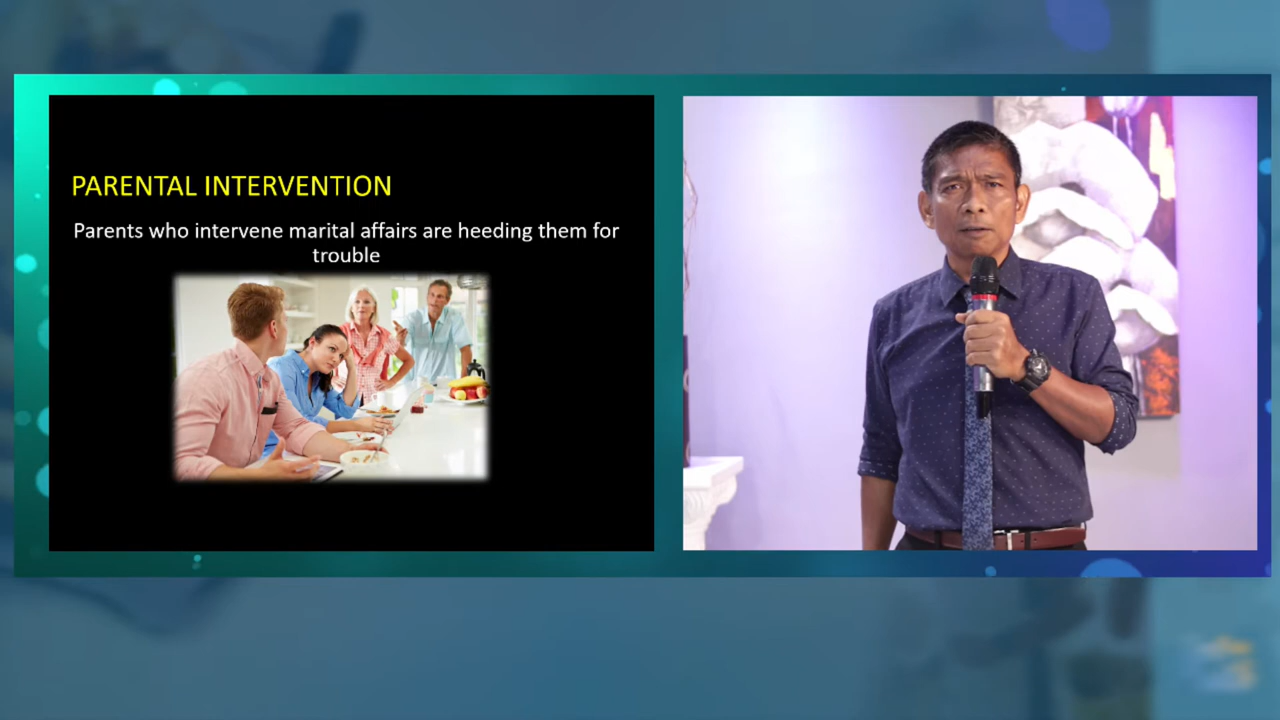 PARENTAL INTERVENTION
Parents who intervene marital affairs are heeding them for
trouble